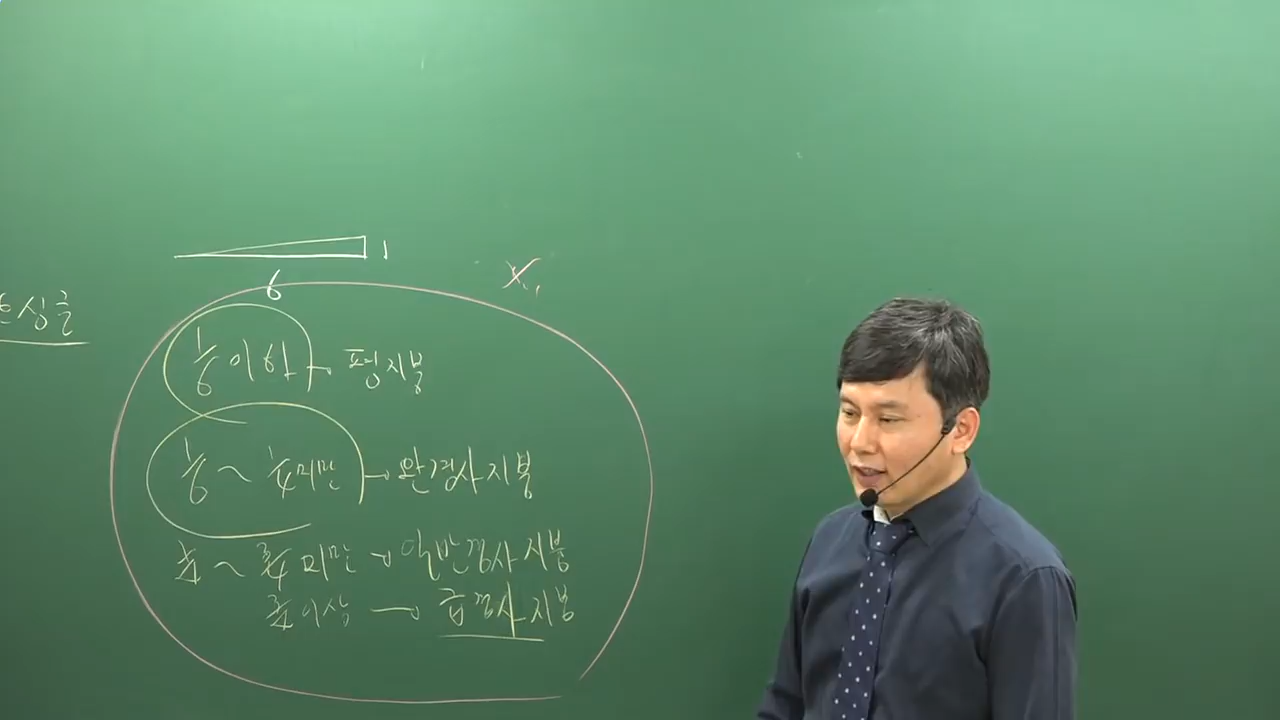 1
6
싱글
1/6 이하 → 평지붕
1/6 ~ 1/4 미만 → 완경사지붕
1/4 ~ 3/4 미만 → 일반경사지붕
3/4 이상 → 급경사지붕